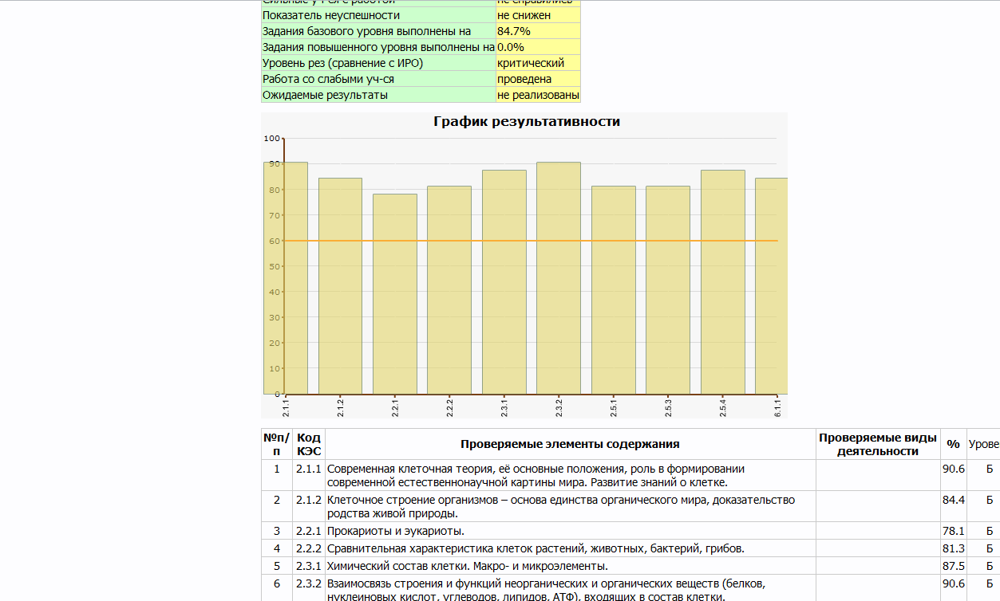 Показатель неуспешности не снижен
Задания базового уровня выполнены на 84.7%
Задания повышенного уровня выполнены на 0.0%
Уровень рез (сравнение с ИРО) критический
Работа со слабыми уч-ся проведена
Ожидаемые результаты не реализованы
График результативности
100
90
80
70
60
50
40
30
20
10
0
2.1.1 2.1.2 2.2.1 2.2.2 2.3.1 2.3.2 2.5.1 2.5.3 2.5.4 6.1.1
№п/ Код Проверяемые элементы содержания Проверяемые виды % Урове
п КЭС деятельности
1 2.1.1 Современная клеточная теория, её основные положения, роль в формировании 90.6 Б
современной естественнонаучной картины мира. Развитие знаний о клетке.
2 2.1.2 Клеточное строение организмов – основа единства органического мира, доказательство 84.4 Б
родства живой природы.
3 2.2.1 Прокариоты и эукариоты. 78.1 Б
4 2.2.2 Сравнительная характеристика клеток растений, животных, бактерий, грибов. 81.3 Б
5 2.3.1 Химический состав клетки. Макро- и микроэлементы. 87.5 Б
6 2.3.2 Взаимосвязь строения и функций неорганических и органических веществ (белков, 90.6 Б
нуклеиновых кислот, углеводов, липидов, АТФ), входящих в состав клетки.